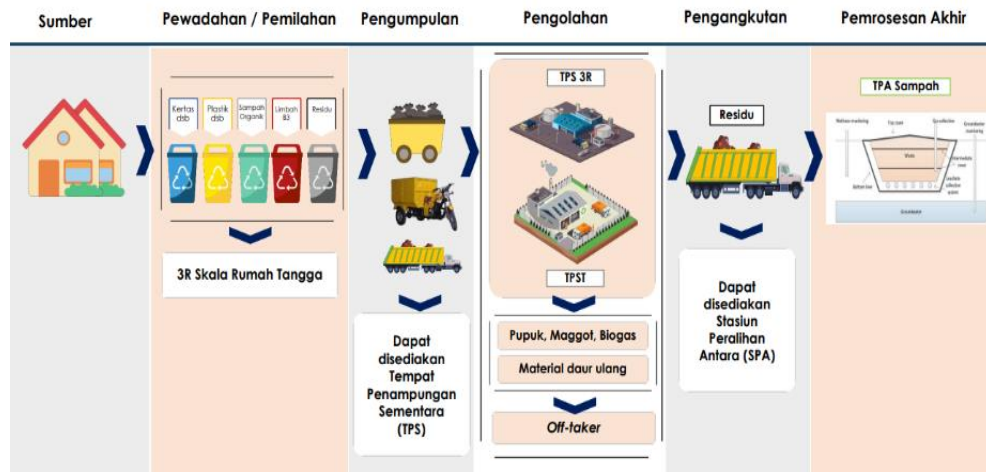 Sumber
Pewadahan / Pemilahan
Pengumpulan
Pengolahan
Pengangkutan
Pemrosesan Akhir
Kertas
dsb
Plastik
dsb
Sampah
Organik
Limbah
B3
Residu
3R Skala Rumah Tangga
Dapat
disediakan
Tempat
Penampungan
Sementara
(TPS)
TPS 3R
TPST
Pupuk, Maggot, Biogas
Material daur ulang
Off-taker
Residu
Dapat
disediakan
Stasiun
Peralihan
Antara (SPA)
TPA Sampah
Groundwater
monitoring